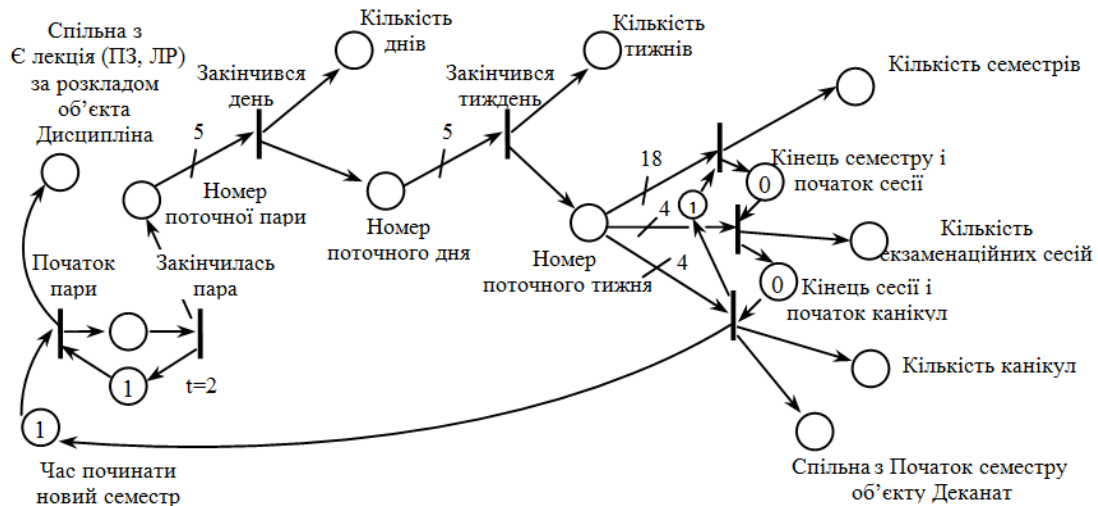 Спільна з
Є лекція (ПЗ, ЛР)
за розкладом
об’єкта
Дисципліна
Кількість
днів
Закінчився
день
5
Номер
поточної пари
Кількість
тижнів
Закінчився
тиждень
5
Номер
поточного дня
Кількість семестрів
18
Кінець семестру і
початок сесії
0
1
4
Кількість
екзаменаційних сесій
Номер
поточного тижня
4
0
Кінець сесії і
початок канікул
Початок
пари
Закінчилась
пара
1
t=2
Кількість канікул
1
Час починати
новий семестр
Спільна з Початок семестру
об’єкту Деканат